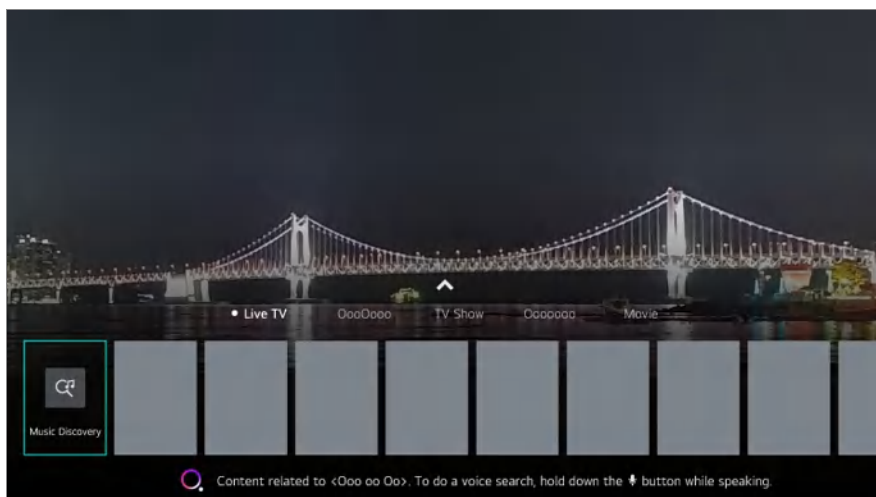 Live TV OooOooo TV Show Ooooooo Movie
Music Discovery
Content related to <Ooo oo Oo>. To do a voice search, hold down the button while speaking.